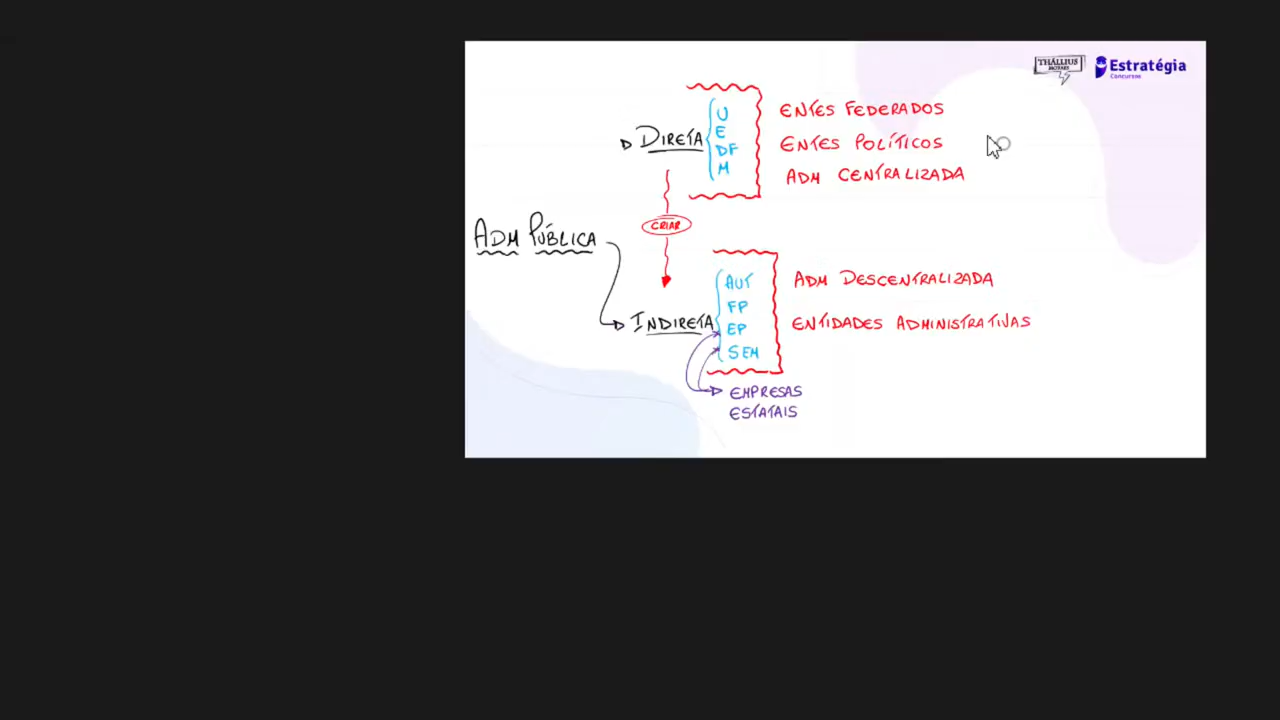 THÁLLIUS
MORAES
Estratégia
Concursos
DIRETA
U
E
DF
M
ENTES FEDERADOS
ENTES POLÍTICOS
ADM CENTRALIZADA
CRIAR
ADM PÚBLICA
INDIRETA
AUT
FP
EP
SEM
ADM DESCENTRALIZADA
ENTIDADES ADMINISTRATIVAS
EMPRESAS
ESTATAIS